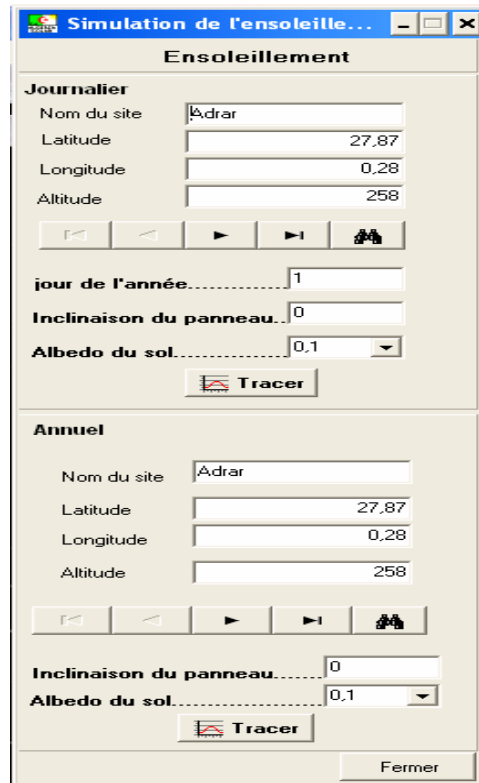 Simulation de l'ensoleille...
Ensoleillement
Journalier
Nom du site Adrar
Latitude 27,87
Longitude 0,28
Altitude 258
jour de l'année............... 1
Inclinaison du panneau.. 0
Albedo du sol................... 0,1
Tracer
Annuel
Nom du site Adrar
Latitude 27,87
Longitude 0,28
Altitude 258
Inclinaison du panneau....... 0
Albedo du sol........................ 0,1
Tracer
Fermer